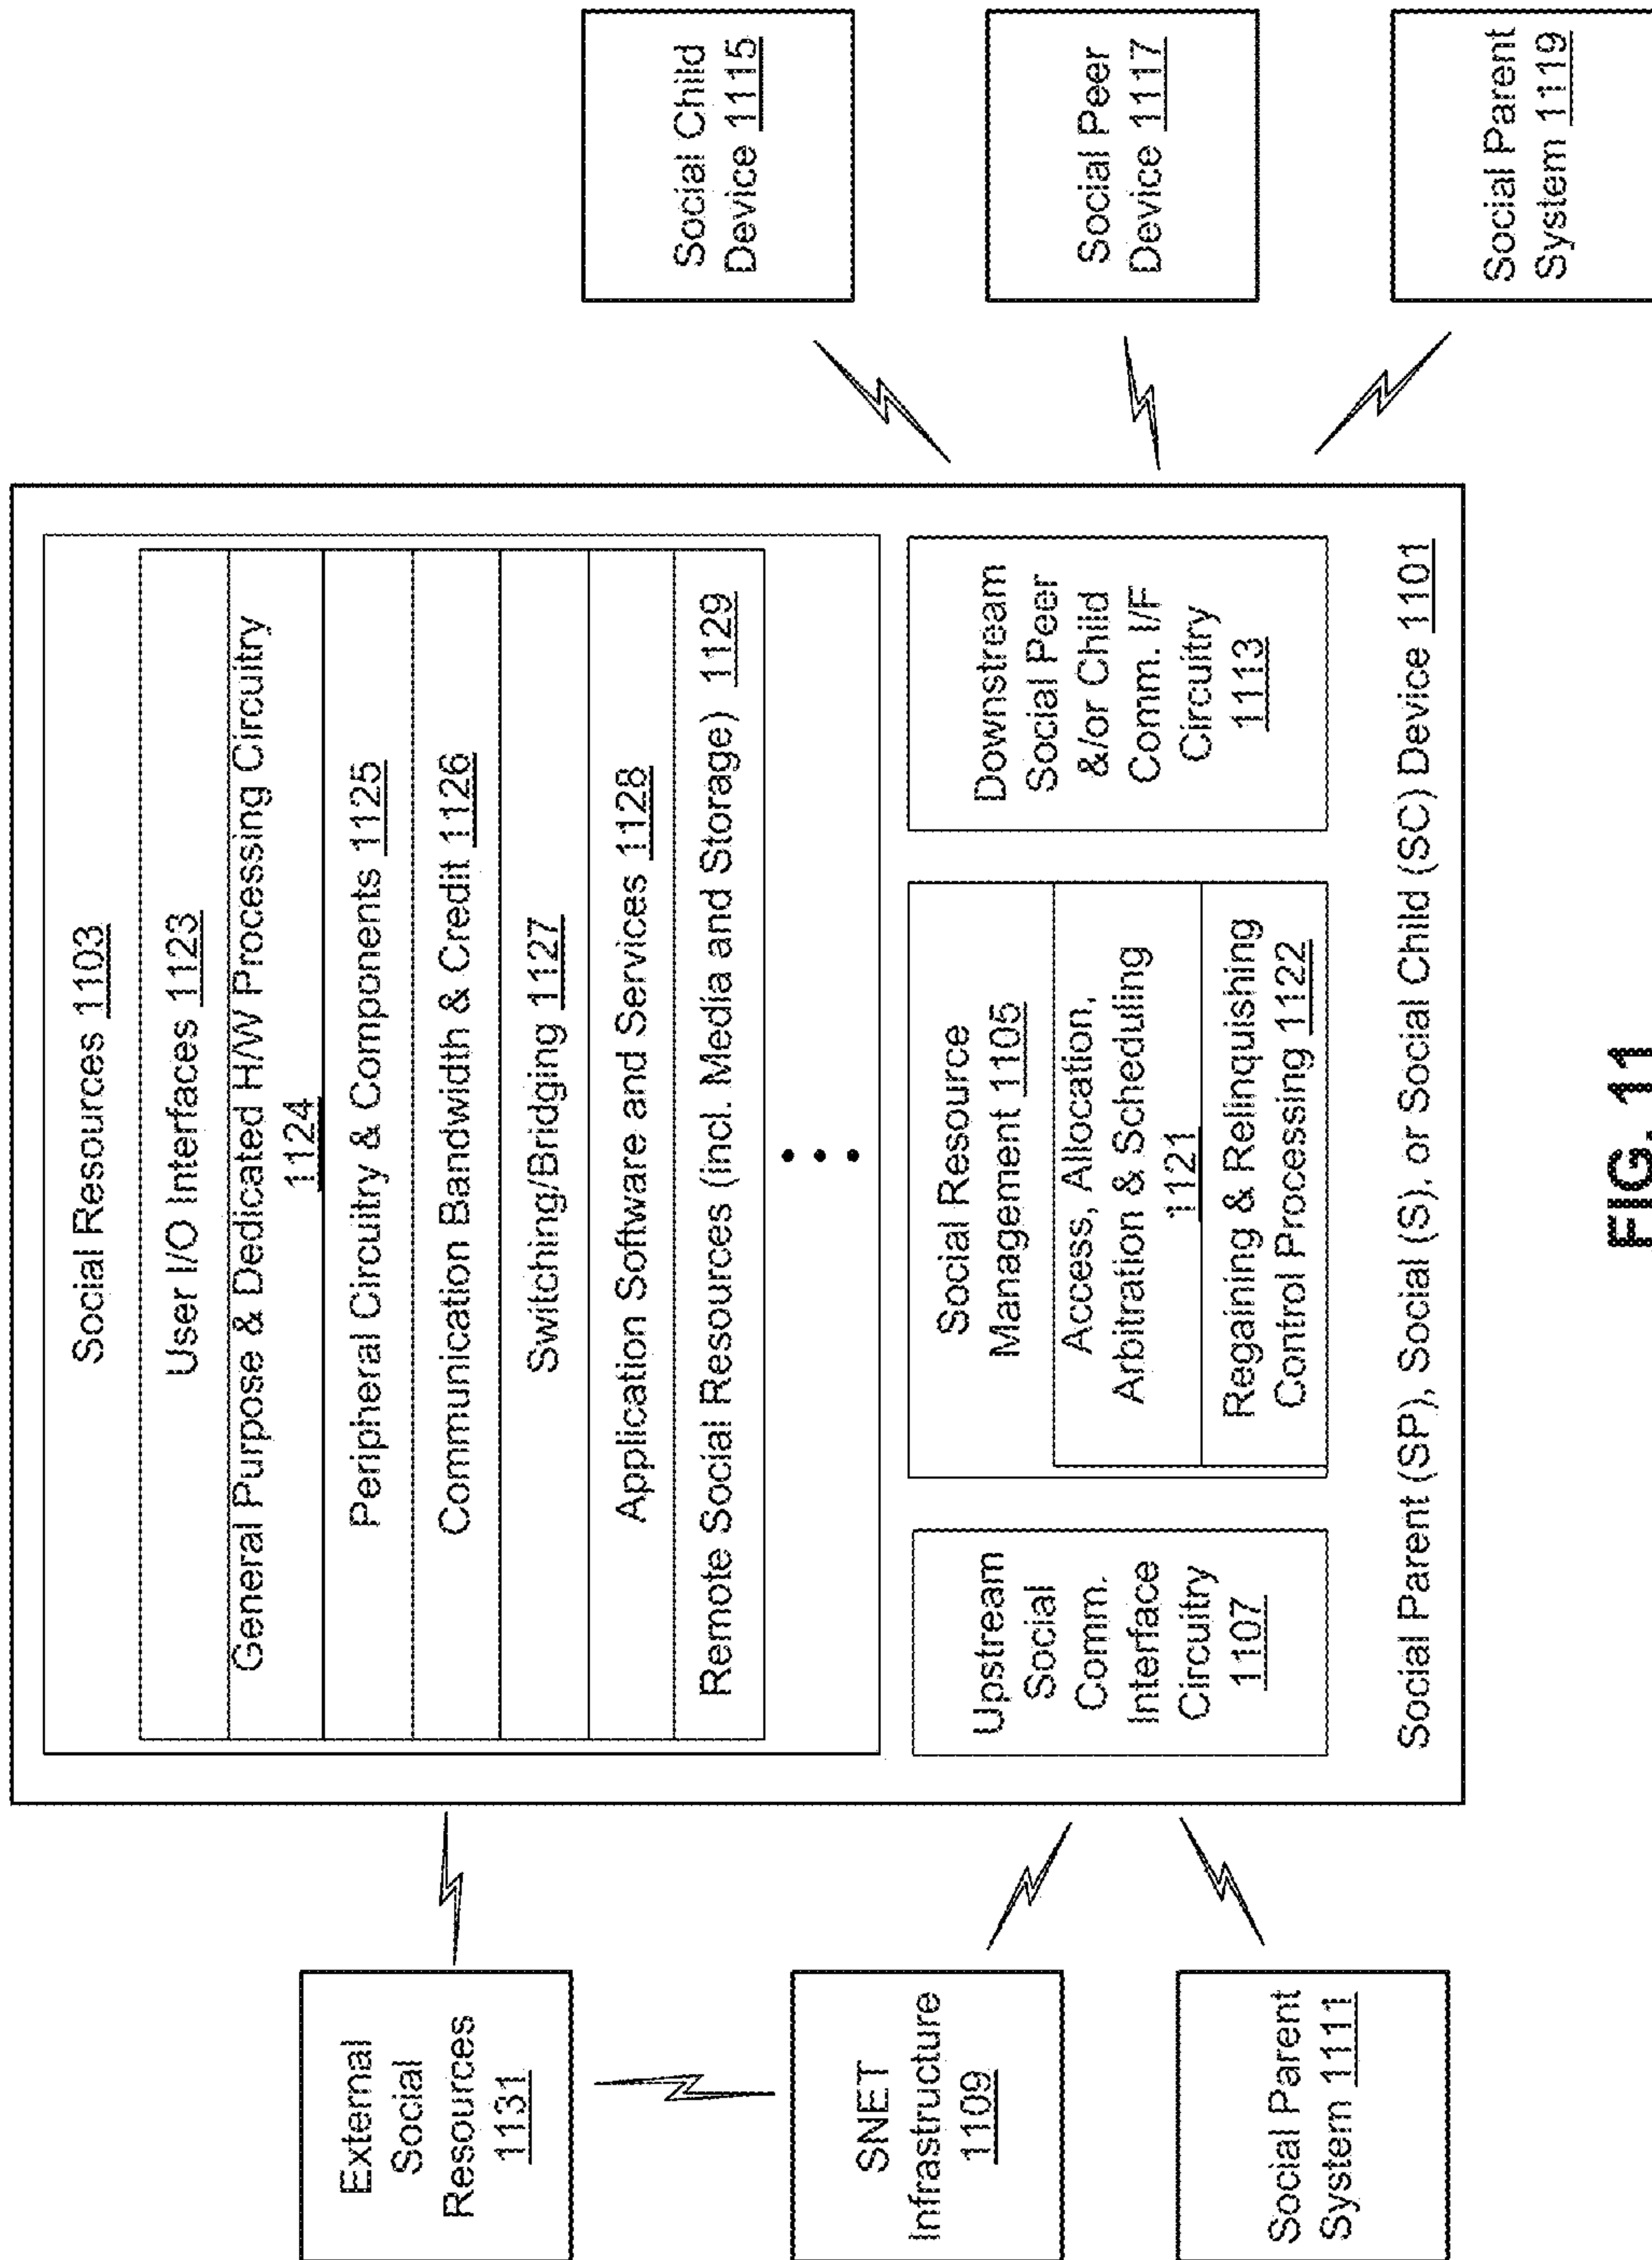 External
Social
Resources
1131
SNET
Infrastructure
1109
Social Parent
System 1111
Social Resources 1103
User I/O Interfaces 1123
General Purpose & Dedicated H/W Processing Circuitry
1124
Peripheral Circuitry & Components 1125
Communication Bandwidth & Credit 1126
Switching/Bridging 1127
Application Software and Services 1128
Remote Social Resources (incl. Media and Storage) 1129
Upstream
Social
Comm.
Interface
Circuitry
1107
Social Resource
Management 1105
Access, Allocation,
Arbitration & Scheduling
1121
Regaining & Relinquishing
Control Processing 1122
Downstream
Social Peer
&/or Child
Comm. I/F
Circuitry
1113
Social Parent (SP), Social (S), or Social Child (SC) Device 1101
Social Child
Device 1115
Social Peer
Device 1117
Social Parent
System 1119
FIG. 11